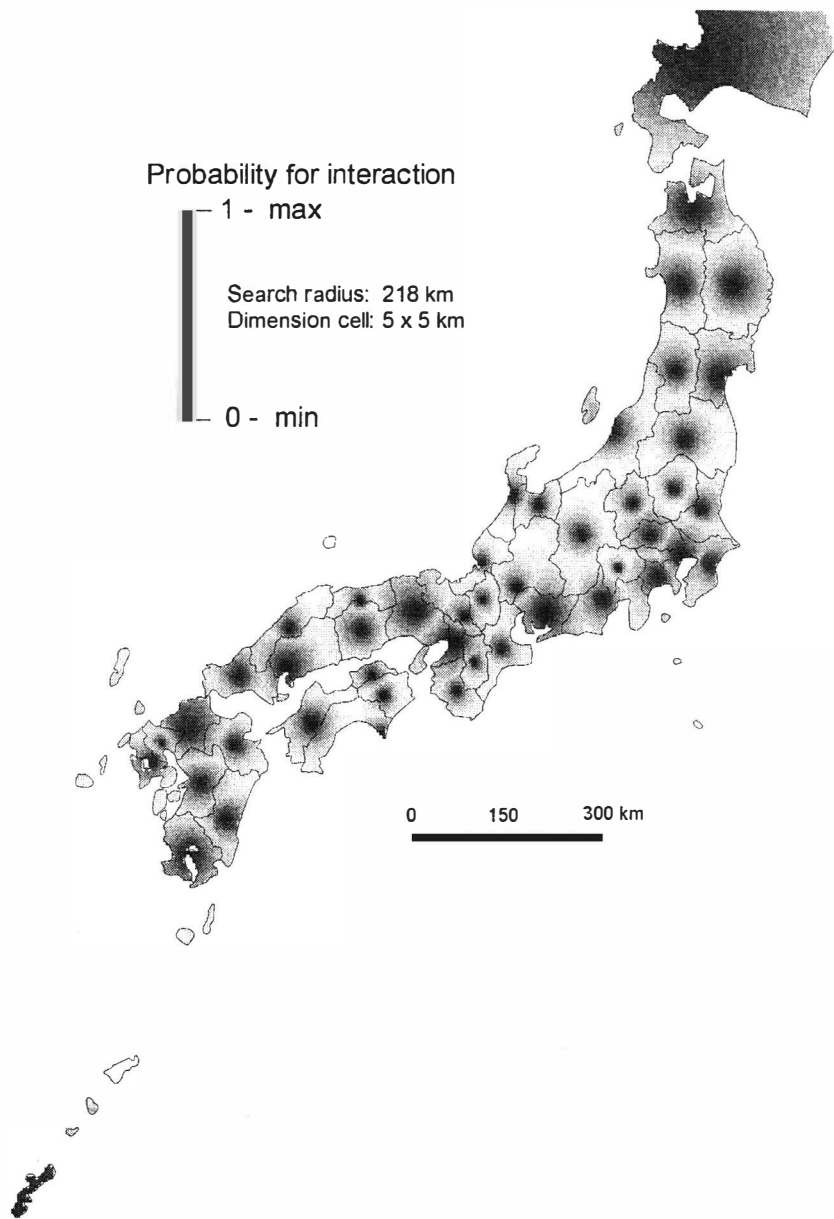 Probability for interaction
1 - max
Search radius: 218 km
Dimension cell: 5 x 5 km
0 - min
0 150 300 km